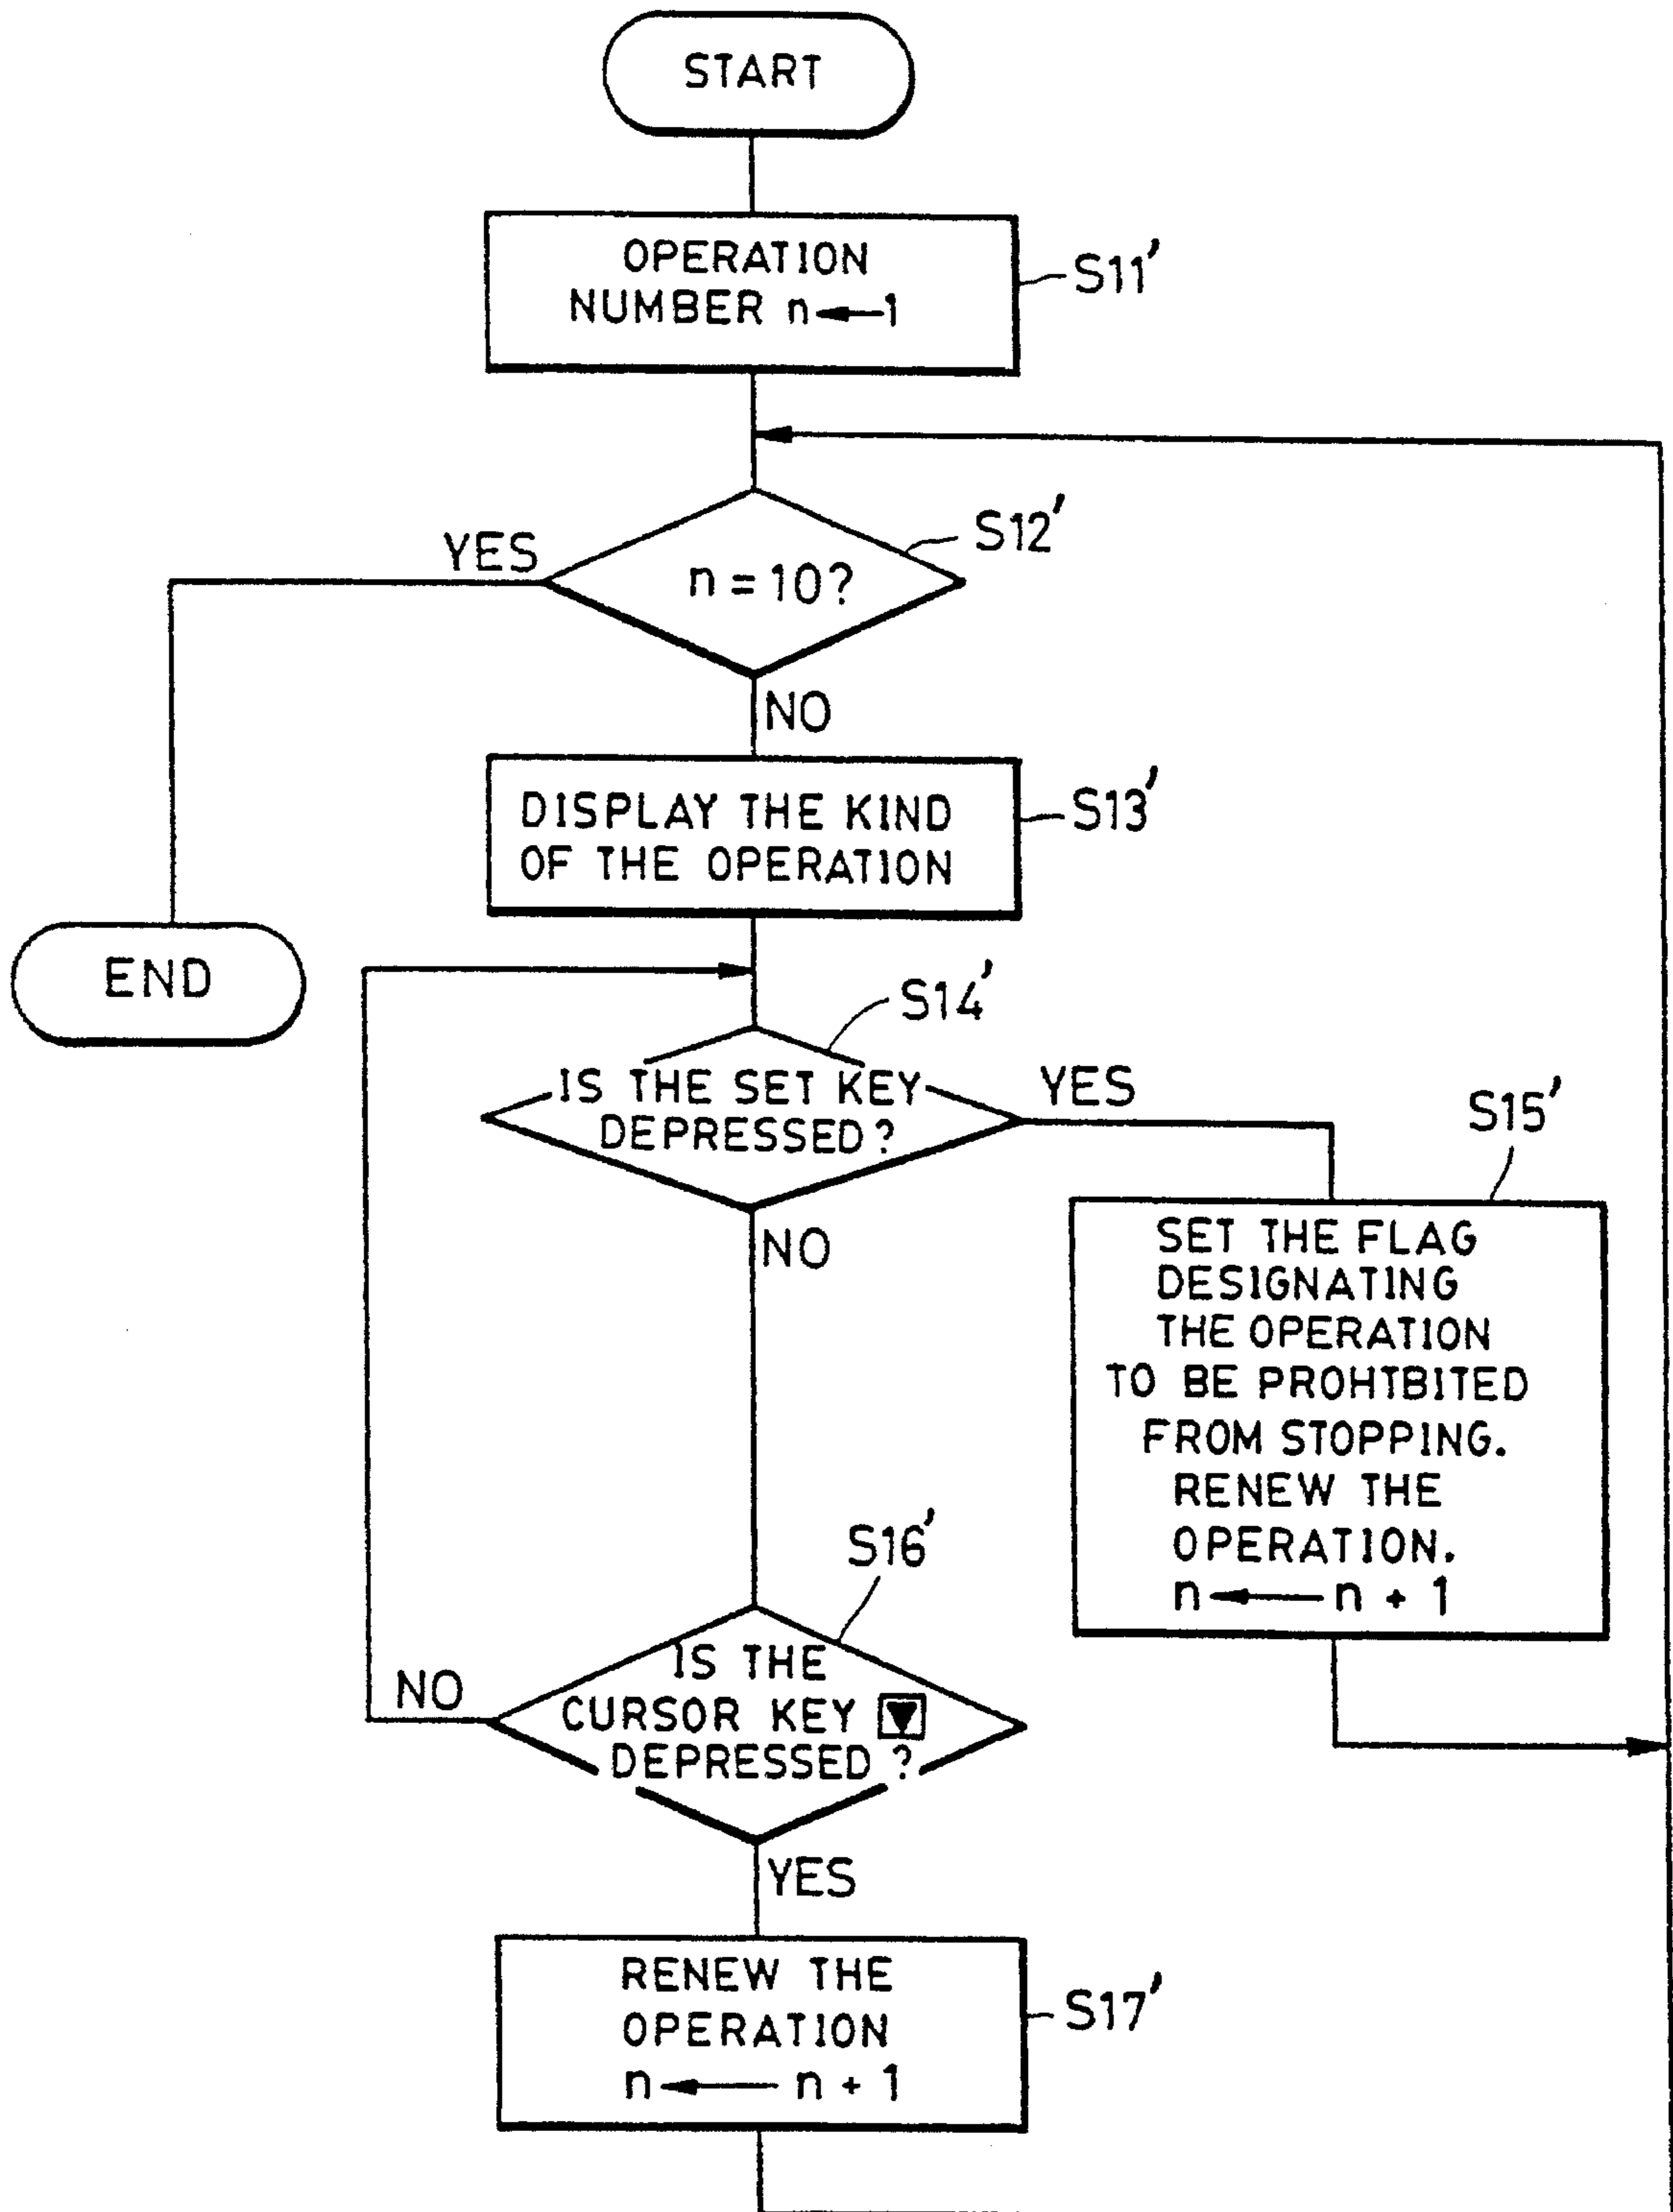 START
OPERATION
NUMBER n ← 1
S11'
S12'
YES
n = 10?
NO
DISPLAY THE KIND
OF THE OPERATION
S13'
END
S14'
IS THE SET KEY
DEPRESSED?
YES
NO
S15'
SET THE FLAG
DESIGNATING
THE OPERATION
TO BE PROHTBITED
FROM STOPPING.
RENEW THE
OPERATION.
n ← n + 1
S16'
IS THE
CURSOR KEY ▼
DEPRESSED?
NO
YES
RENEW THE
OPERATION
n ← n + 1
S17'